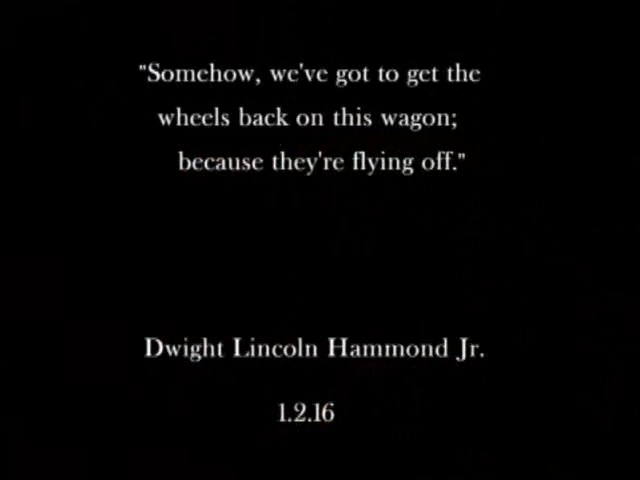 "Somehow, we've got to get the
wheels back on this wagon;
because they're flying off."
Dwight Lincoln Hammond Jr.
1.2.16